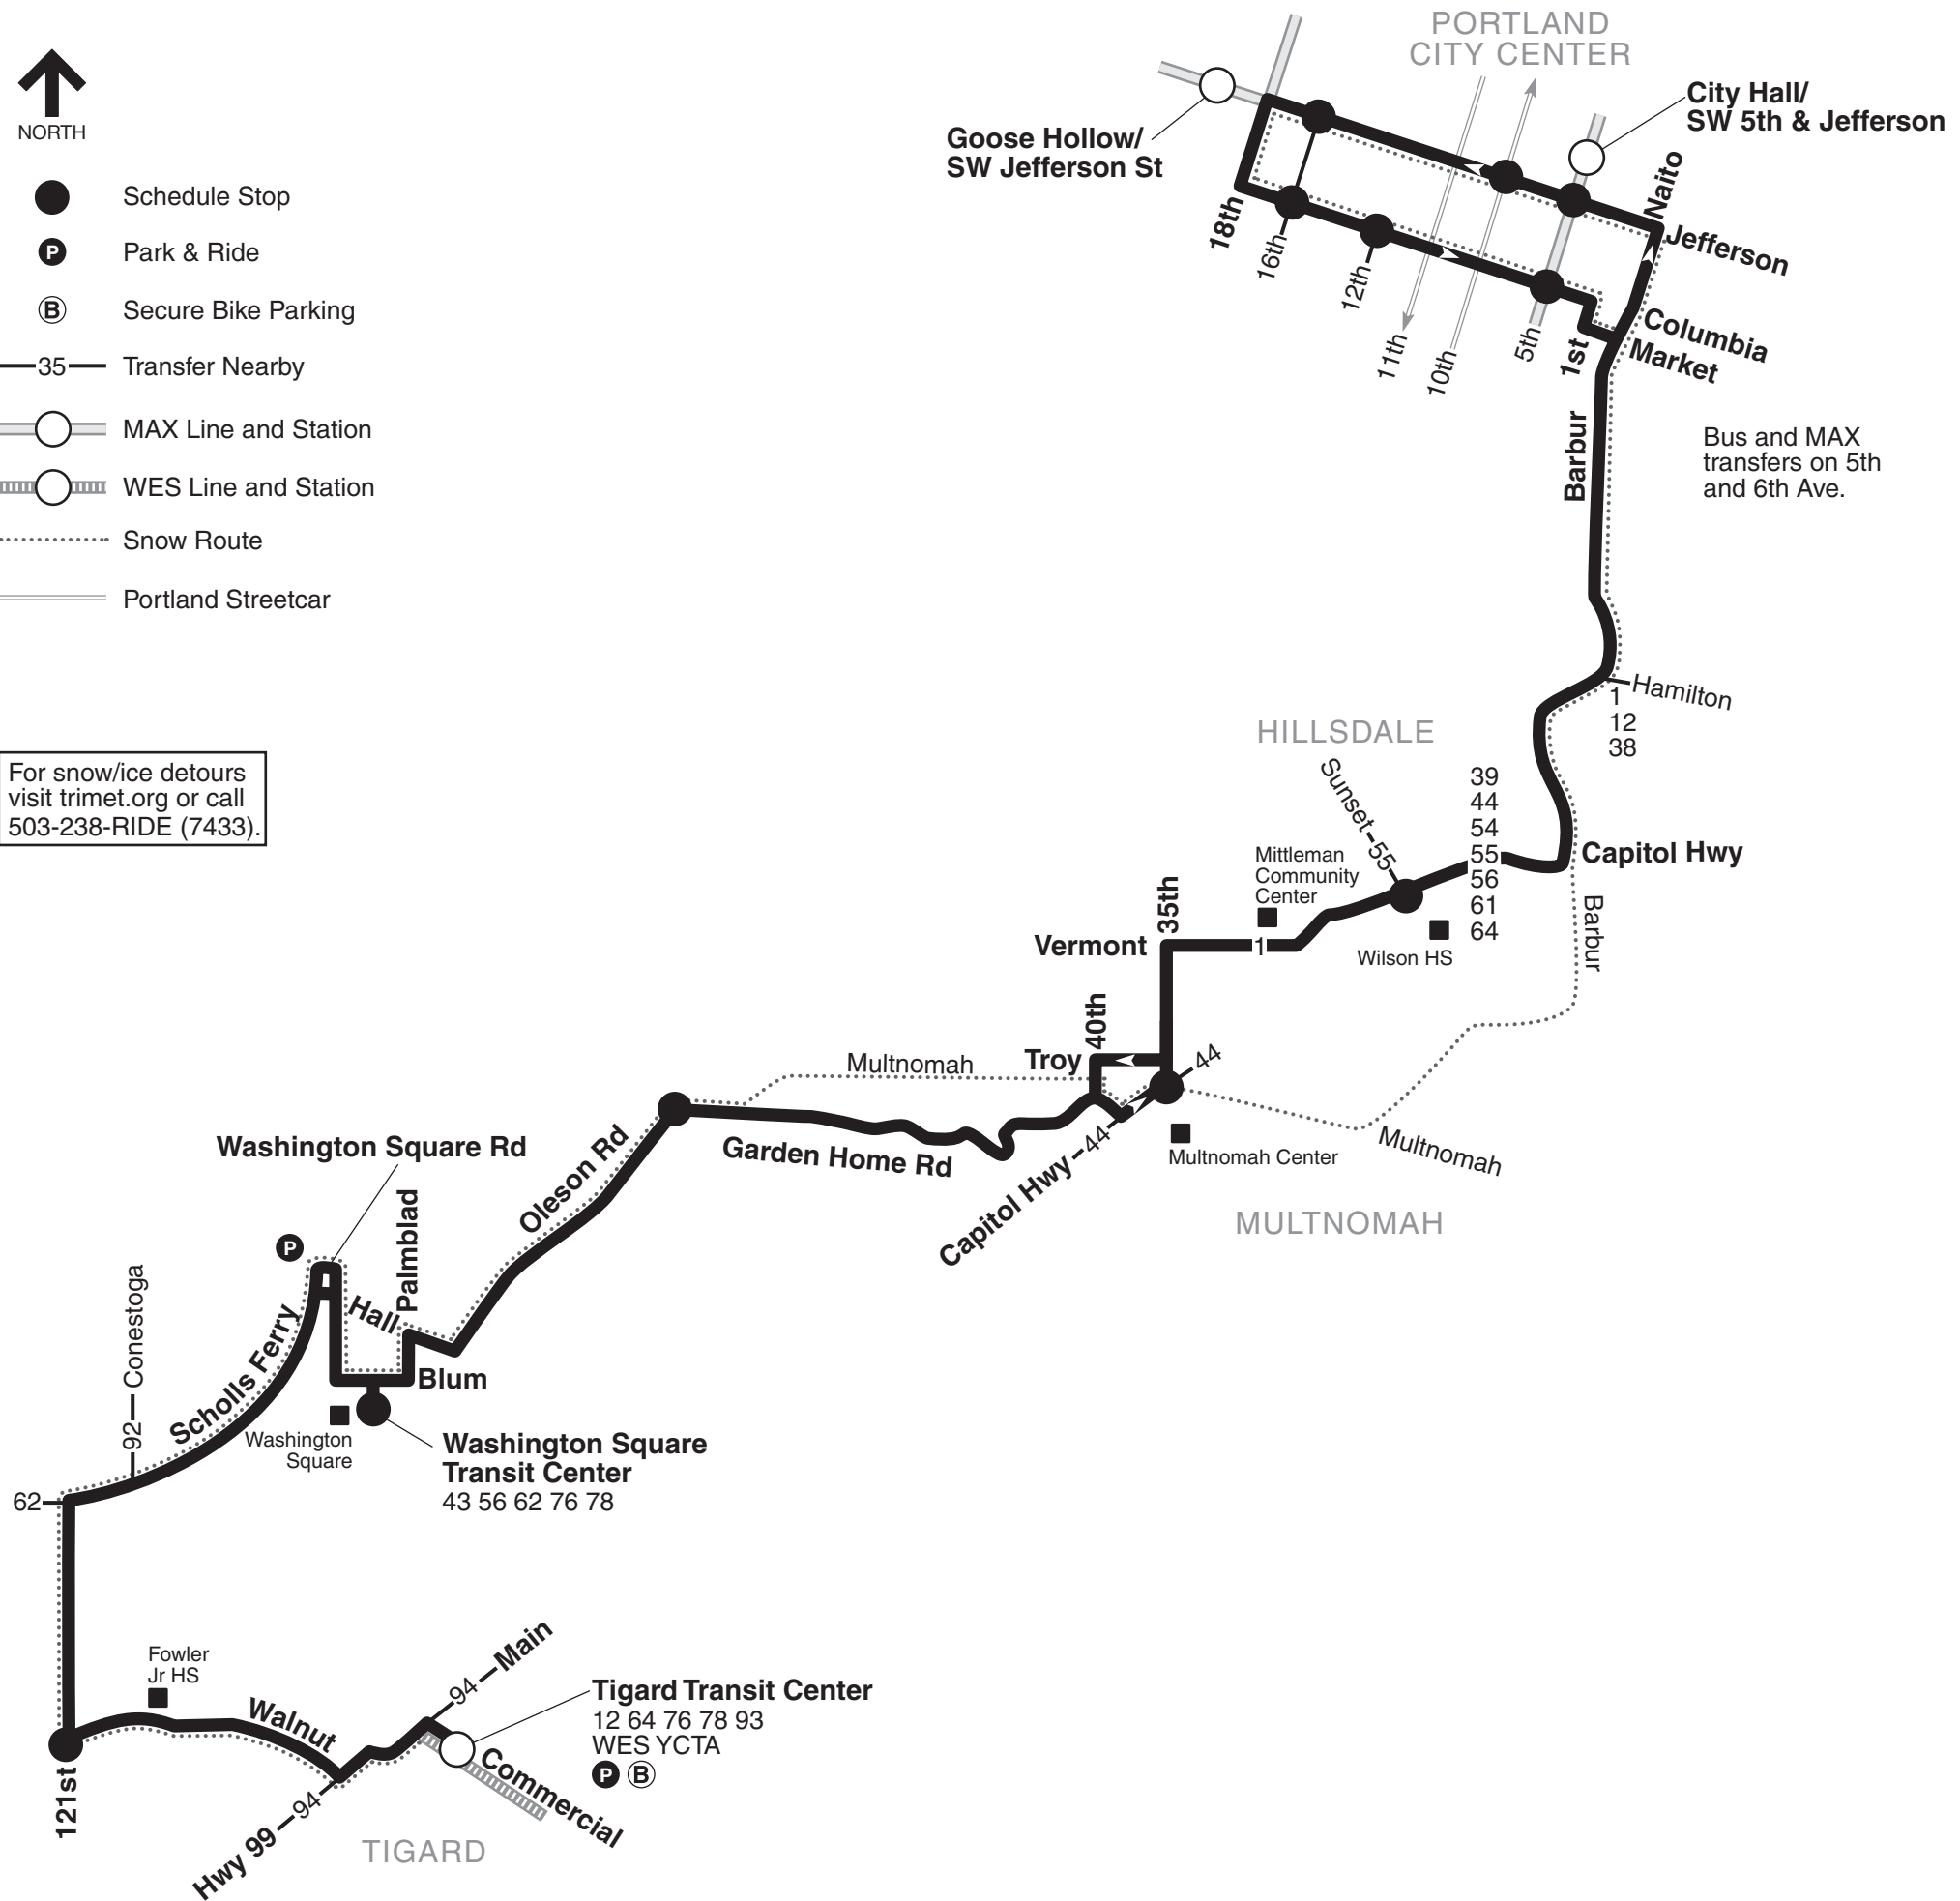 NORTH
Schedule Stop
P
Park & Ride
B
Secure Bike Parking
35
Transfer Nearby
MAX Line and Station
WES Line and Station
Snow Route
Portland Streetcar
For snow/ice detours
visit trimet.org or call
503-238-RIDE (7433).
PORTLAND
CITY CENTER
City Hall/
SW 5th & Jefferson
Goose Hollow/
SW Jefferson St
Naito
Jefferson
18th
16th
12th
11th
10th
5th
1st
Columbia
Market
Barbur
Bus and MAX
transfers on 5th
and 6th Ave.
Hamilton
1
12
38
HILLSDALE
Sunset
55
39
44
54
55
56
61
64
Capitol Hwy
Barbur
Mittleman
Community
Center
Wilson HS
35th
Vermont
1
40th
Troy
44
Multnomah
Multnomah
Multnomah Center
MULTNOMAH
Capitol Hwy
44
Garden Home Rd
Oleson Rd
Washington Square Rd
Palmblad
P
Hall
Blum
Conestoga
92
Scholls Ferry
Washington
Square
Washington Square
Transit Center
43 56 62 76 78
62
Fowler
Jr HS
Walnut
121st
Main
94
Tigard Transit Center
12 64 76 78 93
WES YCTA
P B
Commercial
Hwy 99
94
TIGARD